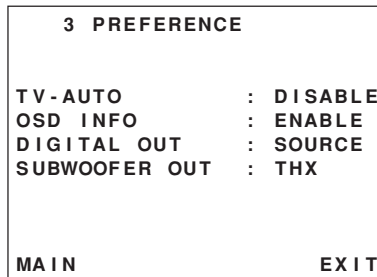 3 PREFERENCE
TV-AUTO : DISABLE
OSD INFO : ENABLE
DIGITAL OUT : SOURCE
SUBWOOFER OUT : THX
MAIN EXIT